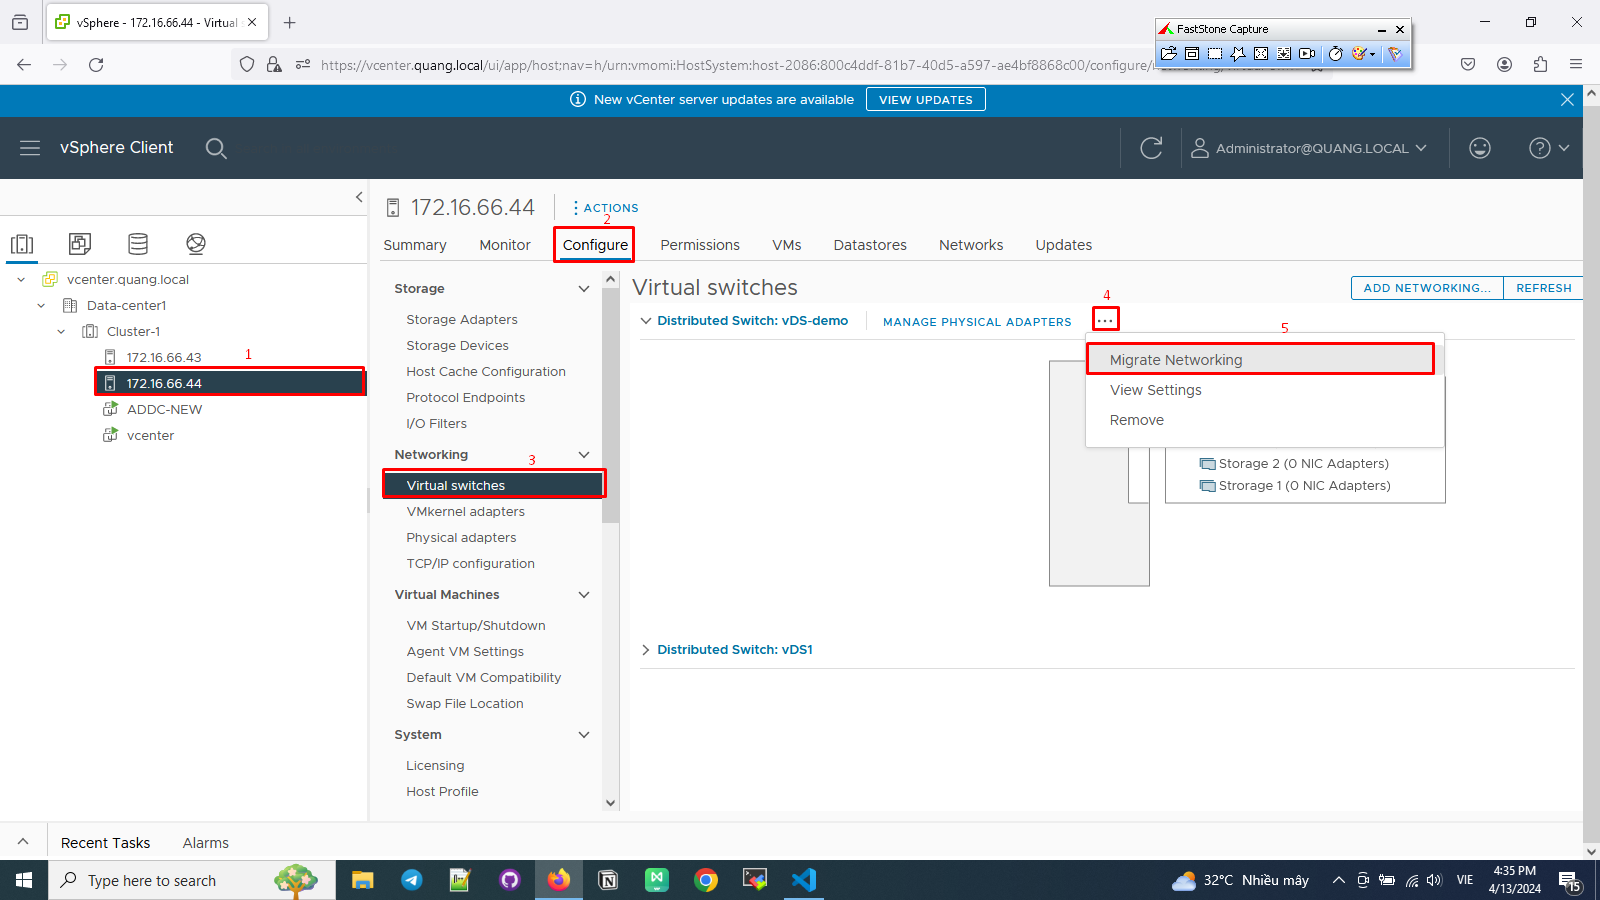 vSphere - 172.16.66.44 - Virtual
FastStone Capture
https://vcenter.quang.local/ui/app/host;nav=h/urn:vmomi:HostSystem:host-2086:800c4ddf-81b7-40d5-a597-ae4bf8868c00/configure/
New vCenter server updates are available
VIEW UPDATES
vSphere Client
Administrator@QUANG.LOCAL
172.16.66.44
ACTIONS
2
Summary
Monitor
Configure
Permissions
VMs
Datastores
Networks
Updates
vcenter.quang.local
Data-center1
Cluster-1
172.16.66.43
1
172.16.66.44
ADDC-NEW
vcenter
Storage
Storage Adapters
Storage Devices
Host Cache Configuration
Protocol Endpoints
I/O Filters
Networking
3
Virtual switches
VMkernel adapters
Physical adapters
TCP/IP configuration
Virtual Machines
VM Startup/Shutdown
Agent VM Settings
Default VM Compatibility
Swap File Location
System
Licensing
Host Profile
Virtual switches
ADD NETWORKING...
REFRESH
4
Distributed Switch: vDS-demo
MANAGE PHYSICAL ADAPTERS
...
5
Migrate Networking
View Settings
Remove
Storage 2 (0 NIC Adapters)
Strorage 1 (0 NIC Adapters)
Distributed Switch: vDS1
Recent Tasks
Alarms
Type here to search
32°C Nhiều mây
VIE
4:35 PM
4/13/2024
15